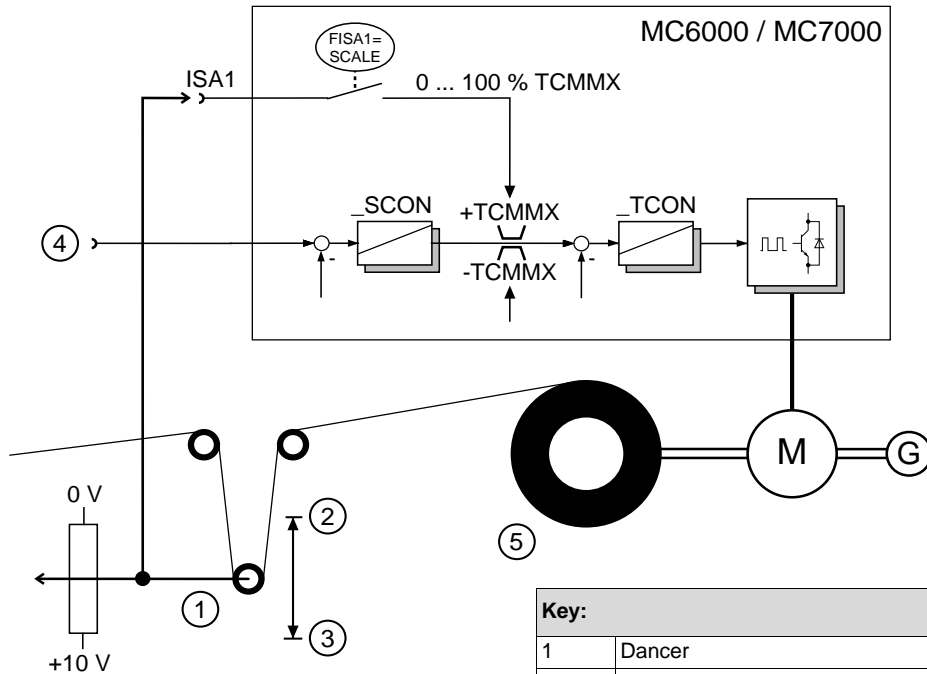 MC6000 / MC7000
FISA1=
SCALE
ISA1
0 ... 100 % TCMMX
_SCON
+TCMMX
_TCON
4
-
-TCMMX
-
M
G
0 V
2
5
1
3
+10 V
Key:
1 Dancer